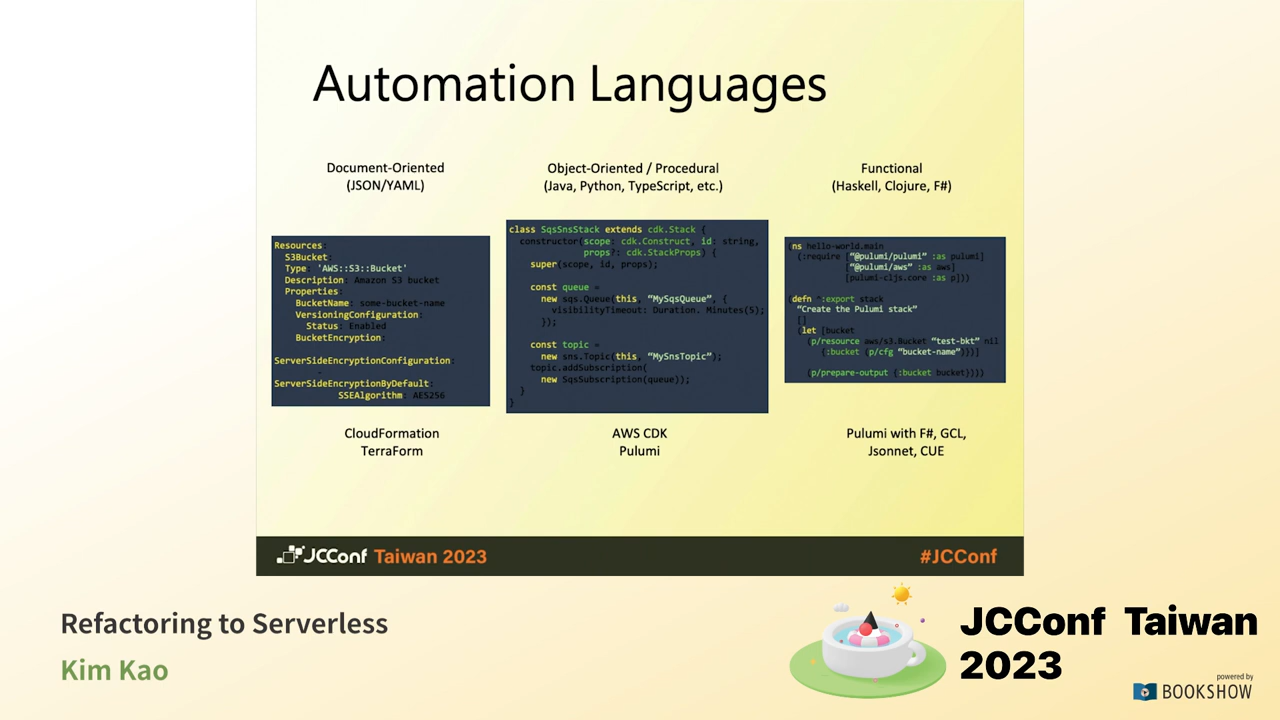 Automation Languages
Document-Oriented
(JSON/YAML)
Resources:
S3Bucket:
Type: 'AWS::S3::Bucket'
Description: Amazon S3 bucket
Properties:
BucketName: some-bucket-name
VersioningConfiguration:
Status: Enabled
BucketEncryption:
ServerSideEncryptionConfiguration:
-
ServerSideEncryptionByDefault:
SSEAlgorithm: AES256
CloudFormation
TerraForm
Object-Oriented / Procedural
(Java, Python, TypeScript, etc.)
class SqsSnsStack extends cdk.Stack {
constructor(scope: cdk.Construct, id: string,
props?: cdk.StackProps) {
super(scope, id, props);
const queue =
new sqs.Queue(this, “MySqsQueue”, {
visibilityTimeout: Duration. Minutes(5);
});
const topic =
new sns.Topic(this, “MySnsTopic”);
topic.addSubscription(
new SqsSubscription(queue));
}
}
AWS CDK
Pulumi
Functional
(Haskell, Clojure, F#)
(ns hello-world.main
(:require [“@pulumi/pulumi” :as pulumi]
[“@pulumi/aws” :as aws]
[pulumi-cljs.core :as p]))
(defn ^:export stack
“Create the Pulumi stack”
[]
(let [bucket
(p/resource aws/s3.Bucket “test-bkt” nil
{:bucket (p/cfg “bucket-name”)})]
(p/prepare-output {:bucket bucket})))
Pulumi with F#, GCL,
Jsonnet, CUE
JCConf Taiwan 2023
#JCConf
Refactoring to Serverless
Kim Kao
JCConf Taiwan
2023
powered by
BOOKSHOW